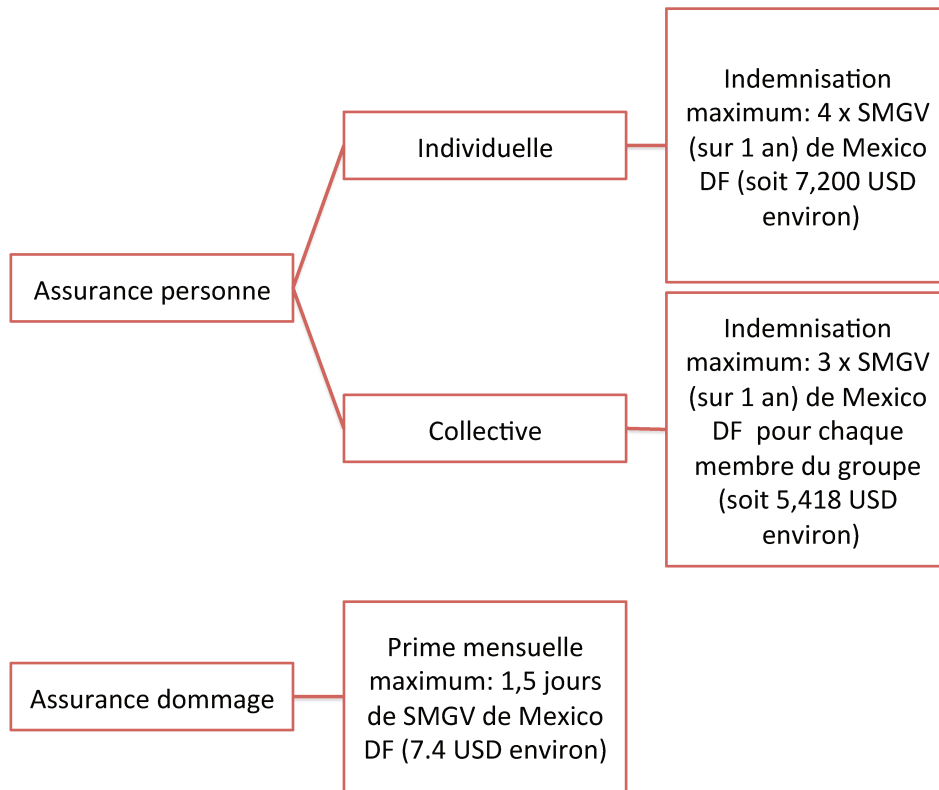 Assurance personne
Individuelle
Indemnisation
maximum: 4 x SMGV
(sur 1 an) de Mexico
DF (soit 7,200 USD
environ)
Collective
Indemnisation
maximum: 3 x SMGV
(sur 1 an) de Mexico
DF pour chaque
membre du groupe
(soit 5,418 USD
environ)
Assurance dommage
Prime mensuelle
maximum: 1,5 jours
de SMGV de Mexico
DF (7.4 USD environ)